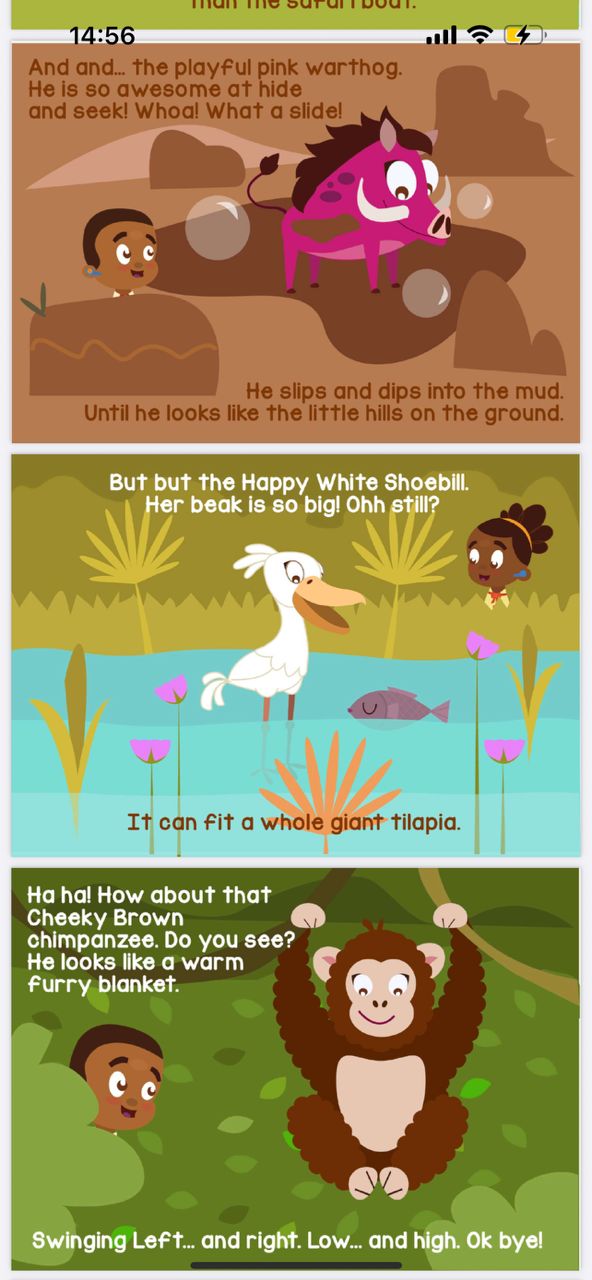 than the safari boat.
14:56
And and... the playful pink warthog.
He is so awesome at hide
and seek! Whoa! What a slide!
He slips and dips into the mud.
Until he looks like the little hills on the ground.
But but the Happy White Shoebill.
Her beak is so big! Ohh still?
It can fit a whole giant tilapia.
Ha ha! How about that
Cheeky Brown
chimpanzee. Do you see?
He looks like a warm
furry blanket.
Swinging Left... and right. Low... and high. Ok bye!